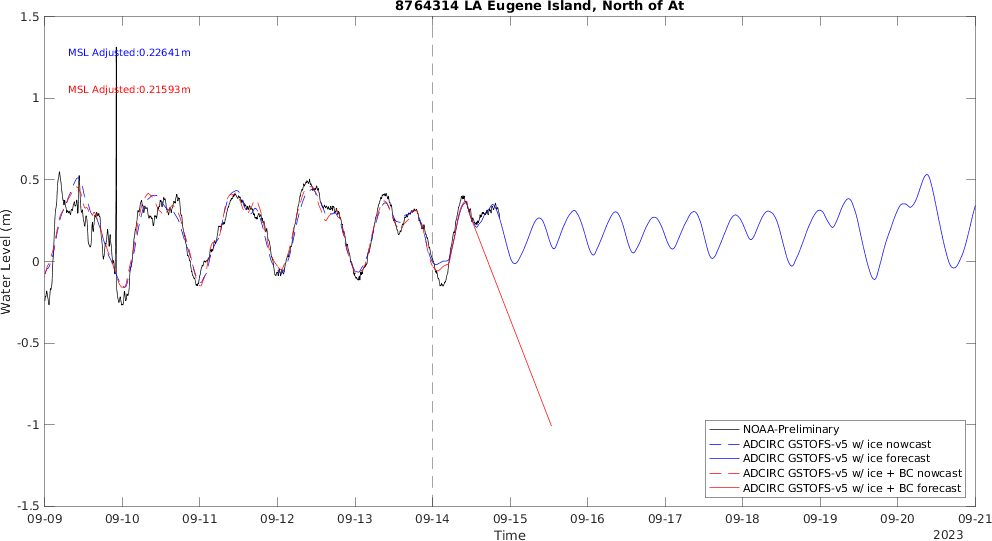 8764314 LA Eugene Island, North of At
MSL Adjusted:0.22641m
MSL Adjusted:0.21593m
Water Level (m)
1.5
1
0.5
0
-0.5
-1
-1.5
NOAA-Preliminary
ADCIRC GSTOFS-v5 w/ ice nowcast
ADCIRC GSTOFS-v5 w/ ice forecast
ADCIRC GSTOFS-v5 w/ ice + BC nowcast
ADCIRC GSTOFS-v5 w/ ice + BC forecast
09-09 09-10 09-11 09-12 09-13 09-14 09-15 09-16 09-17 09-18 09-19 09-20 09-21
Time
2023